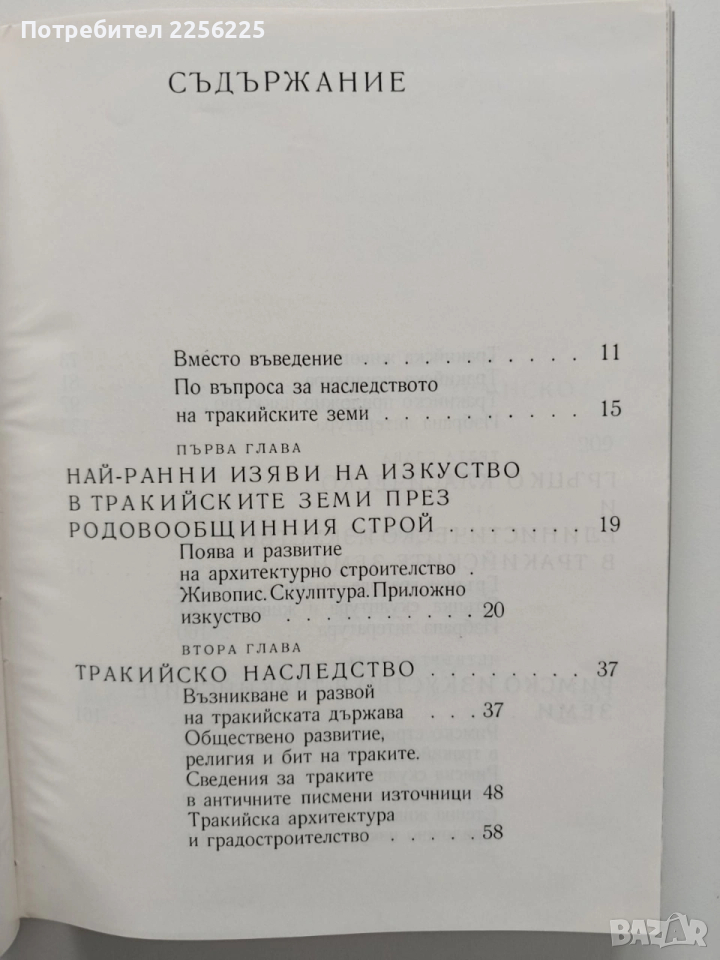 Потребител 2256225
СЪДЪРЖАНИЕ
Вместо въведение . . . . . . . . . . . 11
По въпроса за наследството
на тракийските земи . . . . . . . . . 15
ПЪРВА ГЛАВА
НАЙ-РАННИ ИЗЯВИ НА ИЗКУСТВО
В ТРАКИЙСКИТЕ ЗЕМИ ПРЕЗ
РОДОВООБЩИННИЯ СТРОЙ . . . . . . . 19
Поява и развитие
на архитектурно строителство .
Живопис. Скулптура. Приложно
изкуство . . . . . . . . . . 20
ВТОРА ГЛАВА
ТРАКИЙСКО НАСЛЕДСТВО . . . . . . . . 37
Възникване и развой
на тракийската държава . . . 37
Обществено развитие,
религия и бит на траките.
Сведения за траките
в античните писмени източници 48
Тракийска архитектура
и градостроителство . . . . . 58
BAZAR